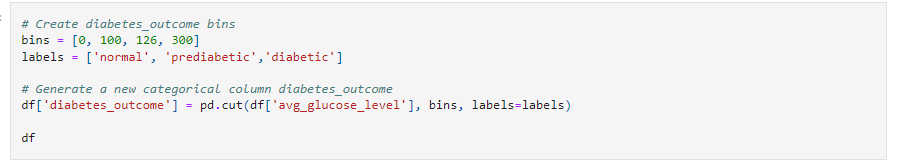 # Create diabetes_outcome bins
bins = [0, 100, 126, 300]
labels = ['normal', 'prediabetic','diabetic']
# Generate a new categorical column diabetes_outcome
df['diabetes_outcome'] = pd.cut(df['avg_glucose_level'], bins, labels=labels)
df